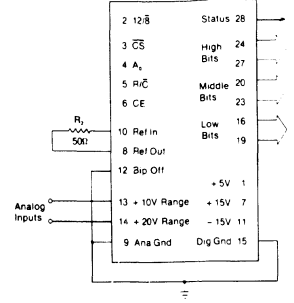 2 12/8̅ Status 28
3 C̅S̅ High 24
Bits
4 A₀ 27
5 R/C̅ Middle 20
6 CE Bits 23
R₂ Low 16
50Ω 10 Ref In Bits
8 Ref Out 19
12 Bip Off
+5V 1
Analog 13 +10V Range +15V 7
Inputs 14 +20V Range -15V 11
9 Ana Gnd Dig Gnd 15